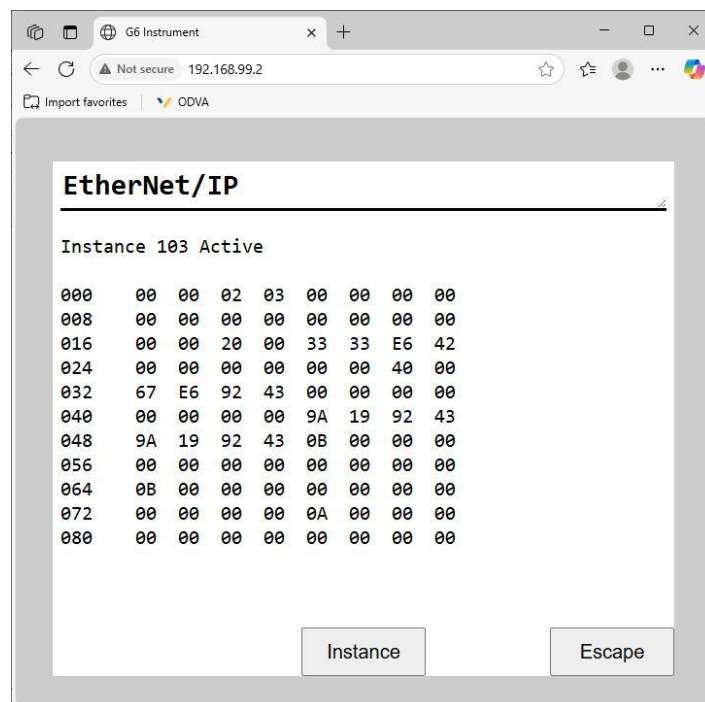 G6 Instrument
Not secure 192.168.99.2
Import favorites ODVA
EtherNet/IP
Instance 103 Active
000 00 00 02 03 00 00 00 00
008 00 00 00 00 00 00 00 00
016 00 00 20 00 33 33 E6 42
024 00 00 00 00 00 00 40 00
032 67 E6 92 43 00 00 00 00
040 00 00 00 00 9A 19 92 43
048 9A 19 92 43 0B 00 00 00
056 00 00 00 00 00 00 00 00
064 0B 00 00 00 00 00 00 00
072 00 00 00 00 0A 00 00 00
080 00 00 00 00 00 00 00 00
Instance Escape